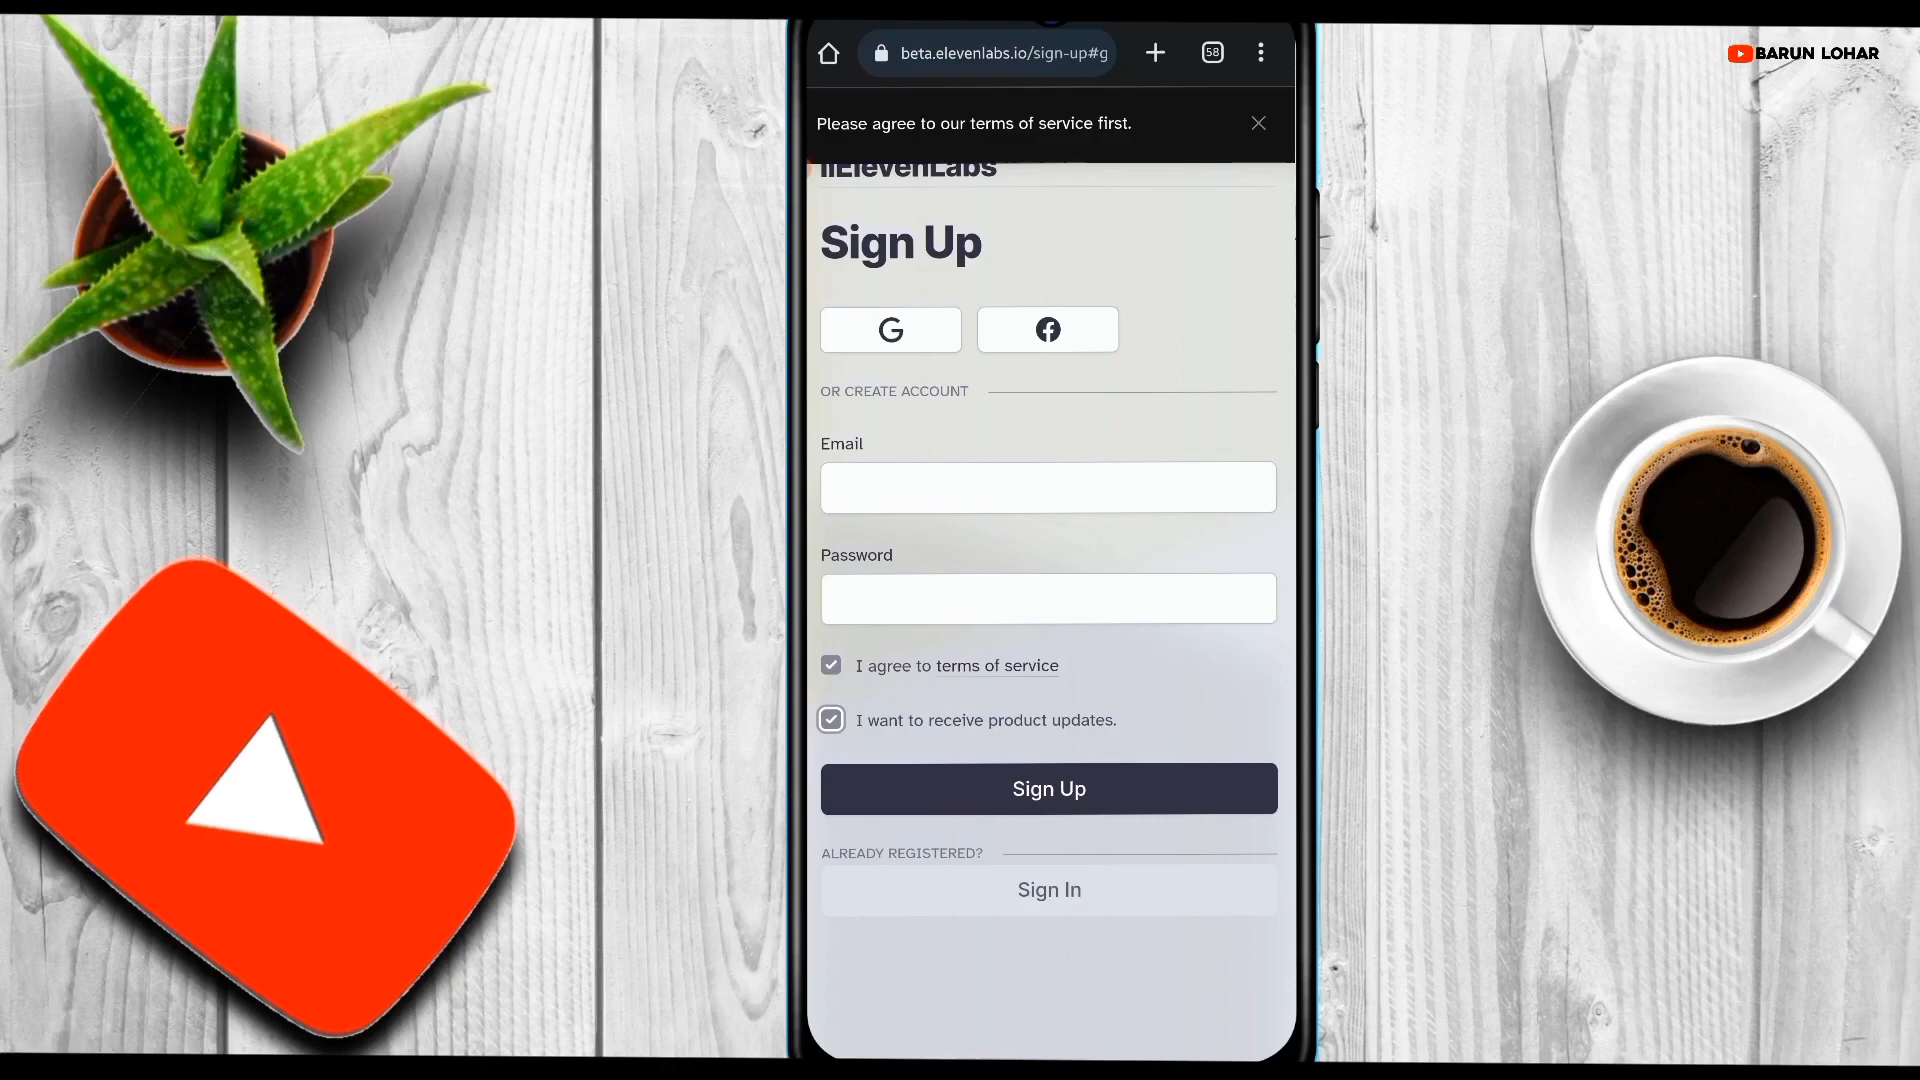 beta.elevenlabs.io/sign-up#g
58
BARUN LOHAR
Please agree to our terms of service first.
IIElevenLabs
Sign Up
OR CREATE ACCOUNT
Email
Password
I agree to terms of service
I want to receive product updates.
Sign Up
ALREADY REGISTERED?
Sign In